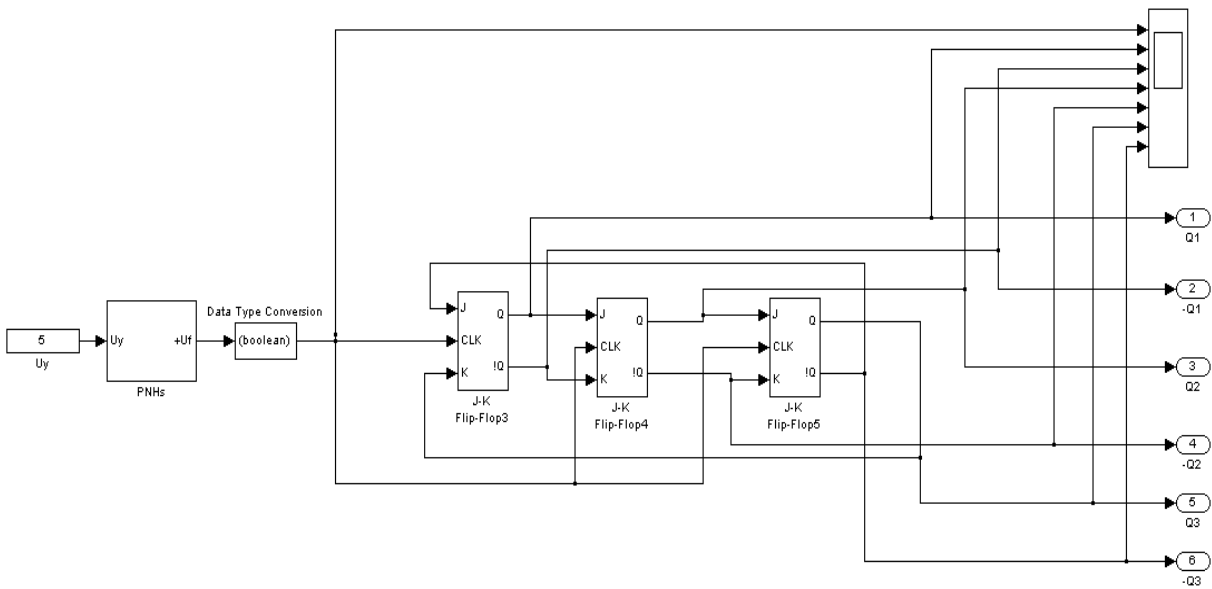 1
Q1
Data Type Conversion
J
Q
CLK
K
!Q
J-K
Flip-Flop3
J
Q
CLK
K
!Q
J-K
Flip-Flop4
J
Q
CLK
K
!Q
J-K
Flip-Flop5
2
-Q1
5
Uy
Uy
+Uf
PNHs
(boolean)
3
Q2
4
-Q2
5
Q3
6
-Q3